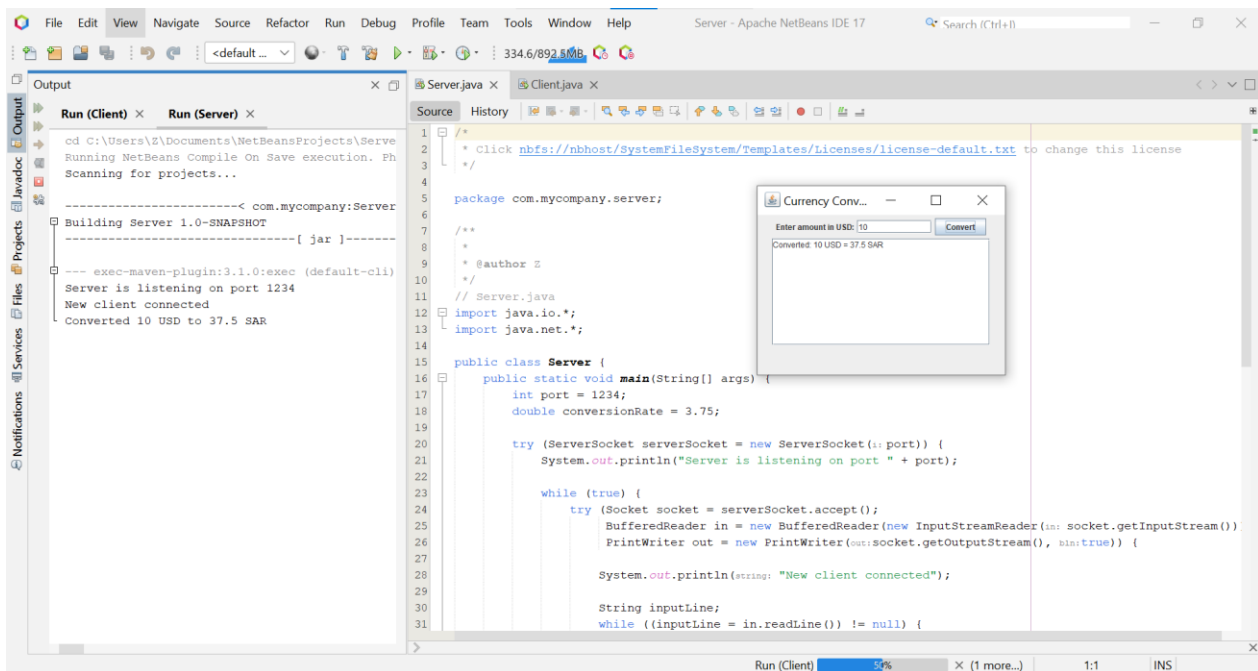 File Edit View Navigate Source Refactor Run Debug Profile Team Tools Window Help Server - Apache NetBeans IDE 17 Search (Ctrl+I)
<default ... 334.6/892.5MB
Output
Run (Client) Run (Server)
cd C:\Users\Z\Documents\NetBeansProjects\Serve
Running NetBeans Compile On Save execution. Ph
Scanning for projects...
------------------------< com.mycompany:Server
Building Server 1.0-SNAPSHOT
--------------------------------[ jar ]-------
--- exec-maven-plugin:3.1.0:exec (default-cli)
Server is listening on port 1234
New client connected
Converted 10 USD to 37.5 SAR
Output
Javadoc
Projects
Files
Services
Notifications
Server.java Client.java
Source History
1 /*
2 * Click nbfs://nbhost/SystemFileSystem/Templates/Licenses/license-default.txt to change this license
3 */
4
5 package com.mycompany.server;
6
7 /**
8 *
9 * @author Z
10 */
11 // Server.java
12 import java.io.*;
13 import java.net.*;
14
15 public class Server {
16 public static void main(String[] args) {
17 int port = 1234;
18 double conversionRate = 3.75;
19
20 try (ServerSocket serverSocket = new ServerSocket(i: port)) {
21 System.out.println("Server is listening on port " + port);
22
23 while (true) {
24 try (Socket socket = serverSocket.accept();
25 BufferedReader in = new BufferedReader(new InputStreamReader(in: socket.getInputStream())
26 PrintWriter out = new PrintWriter(out:socket.getOutputStream(), bln:true)) {
27
28 System.out.println(string: "New client connected");
29
30 String inputLine;
31 while ((inputLine = in.readLine()) != null) {
Currency Conv...
Enter amount in USD: 10 Convert
Converted: 10 USD = 37.5 SAR
Run (Client) 50% (1 more...) 1:1 INS